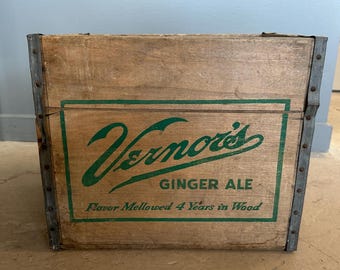 Vernor's
GINGER ALE
Flavor Mellowed 4 Years in Wood